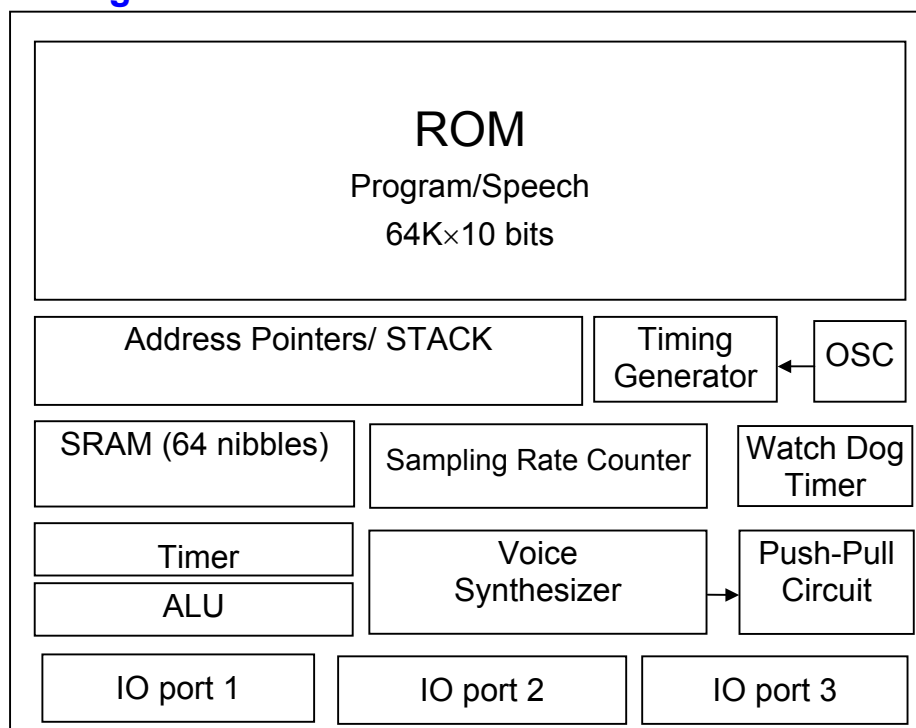 ROM
Program/Speech
64K×10 bits
Address Pointers/ STACK
Timing
Generator
OSC
SRAM (64 nibbles)
Sampling Rate Counter
Watch Dog
Timer
Timer
ALU
Voice
Synthesizer
Push-Pull
Circuit
IO port 1
IO port 2
IO port 3